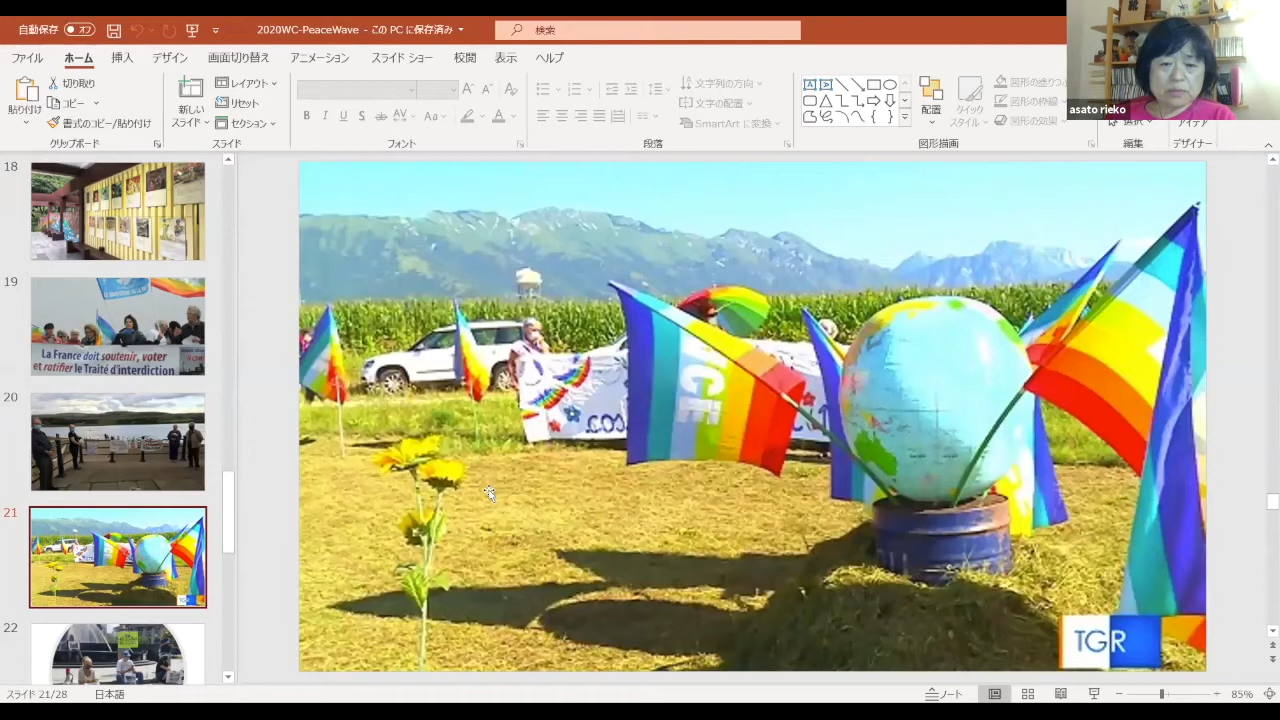 自動保存 オフ
2020WC-PeaceWave - この PC に保存済み
検索
ファイル ホーム 挿入 デザイン 画面切り替え アニメーション スライド ショー 校閲 表示 ヘルプ
asato rieko
貼り付け
切り取り
コピー
書式のコピー/貼り付け
クリップボード
新しい
スライド
レイアウト
リセット
セクション
スライド
フォント
文字列の方向
文字の配置
SmartArt に変換
段落
配置
クイック
スタイル
図形の塗りつ
図形の枠線
図形の効果
図形描画
選択
編集
デザイナー
18
19
La France doit soutenir, voter
et ratifier le Traité d'interdiction
20
21
22
TGR
スライド 21/28 日本語
ノート
85%